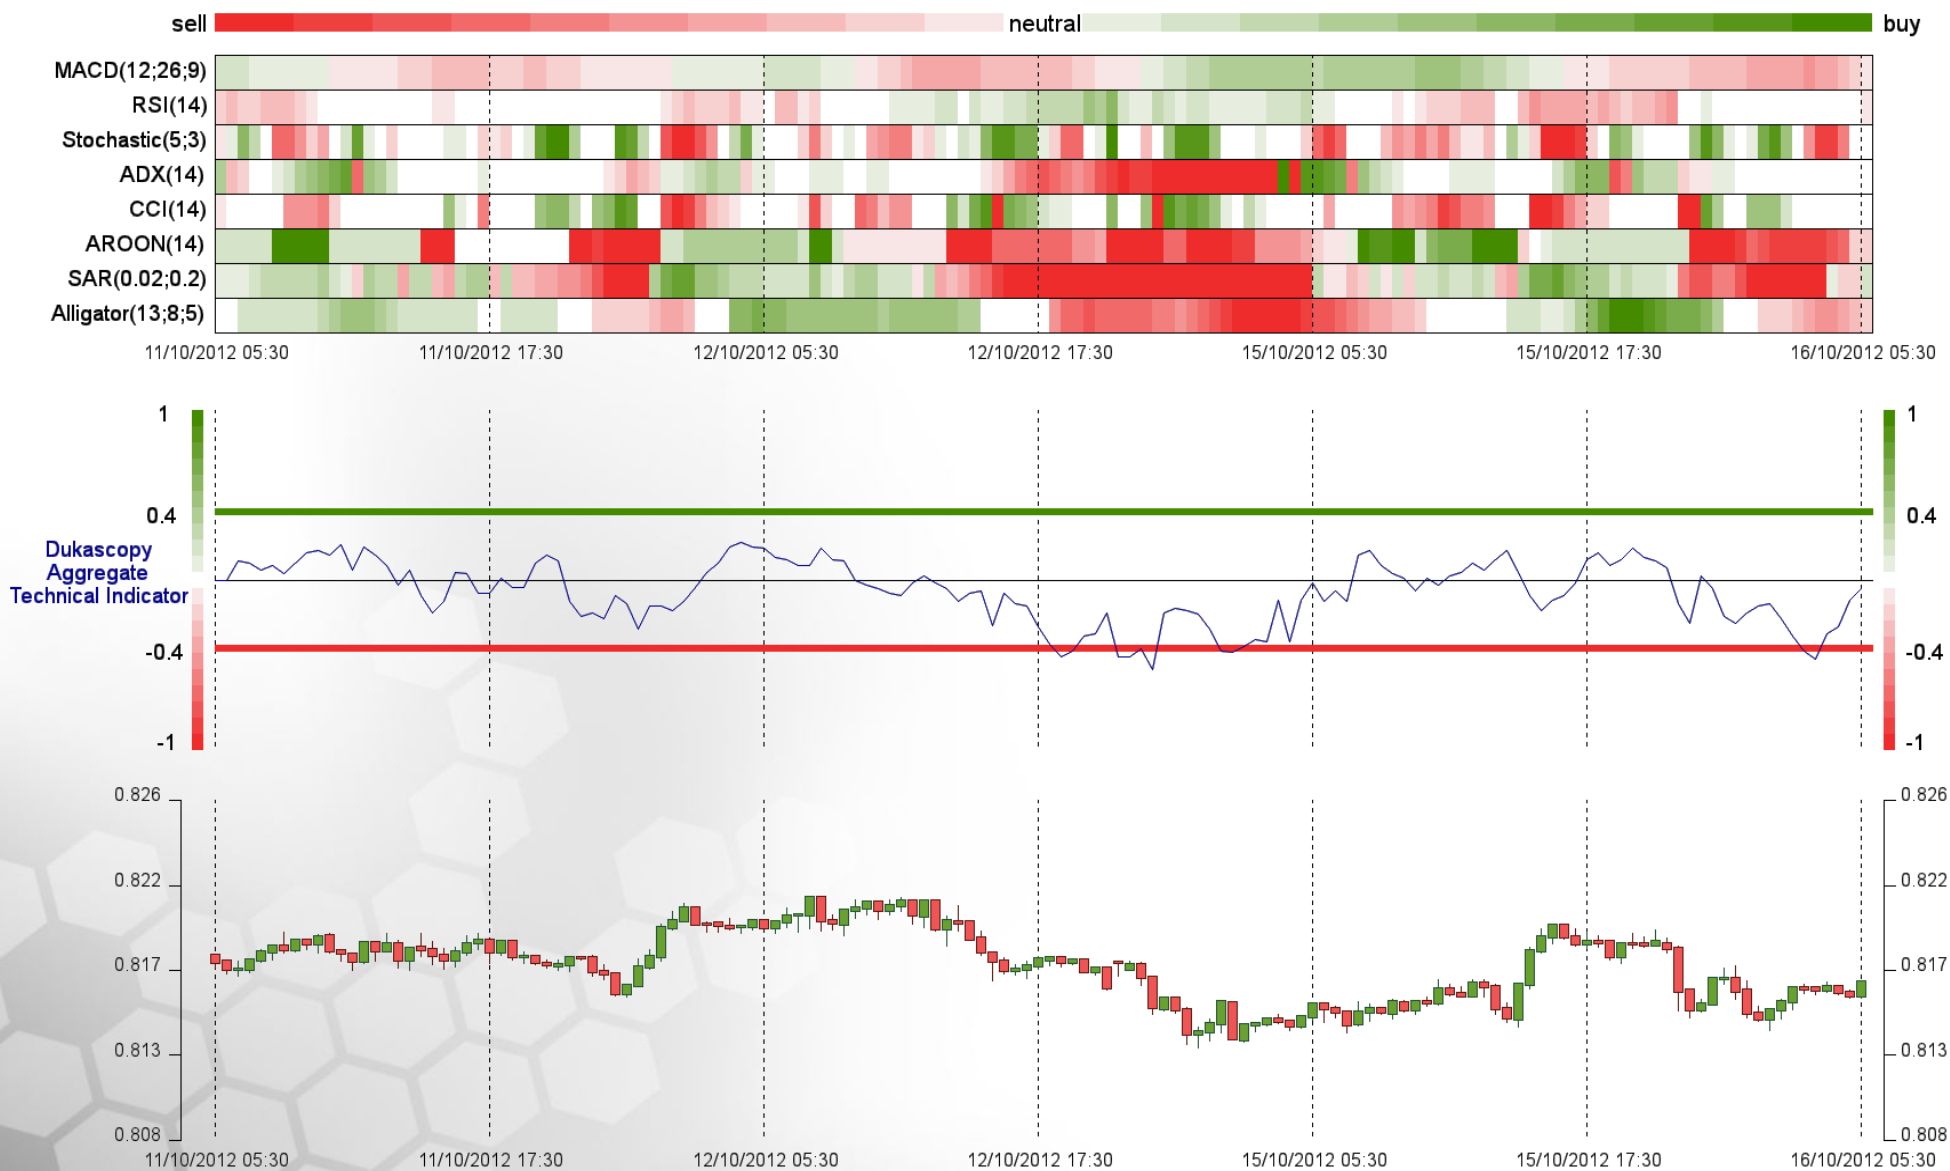 sell neutral buy
MACD(12;26;9)
RSI(14)
Stochastic(5;3)
ADX(14)
CCI(14)
AROON(14)
SAR(0.02;0.2)
Alligator(13;8;5)
11/10/2012 05:30 11/10/2012 17:30 12/10/2012 05:30 12/10/2012 17:30 15/10/2012 05:30 15/10/2012 17:30 16/10/2012 05:30
1 1
0.4 0.4
Dukascopy
Aggregate
Technical Indicator
-0.4 -0.4
-1 -1
0.826 0.826
0.822 0.822
0.817 0.817
0.813 0.813
0.808 0.808
11/10/2012 05:30 11/10/2012 17:30 12/10/2012 05:30 12/10/2012 17:30 15/10/2012 05:30 15/10/2012 17:30 16/10/2012 05:30